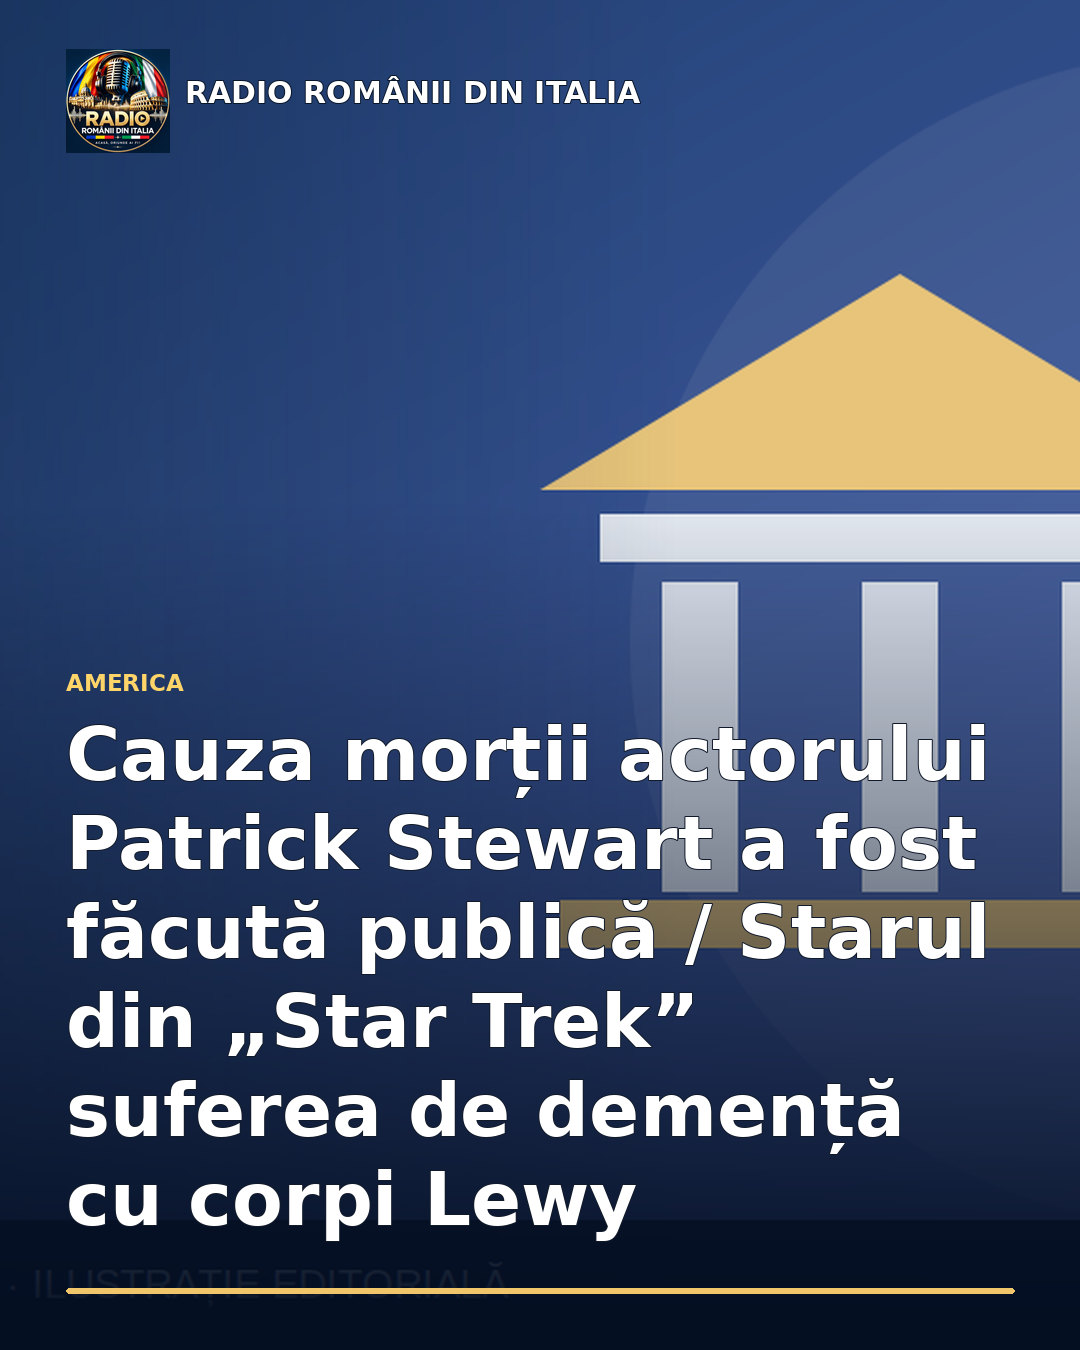 RADIO
ROMÂNII DIN ITALIA
RADIO ROMÂNII DIN ITALIA
AMERICA
Cauza morții actorului
Patrick Stewart a fost
făcută publică / Starul
din „Star Trek”
suferea de demență
cu corpi Lewy
· ILUSTRAȚIE EDITORIALĂ